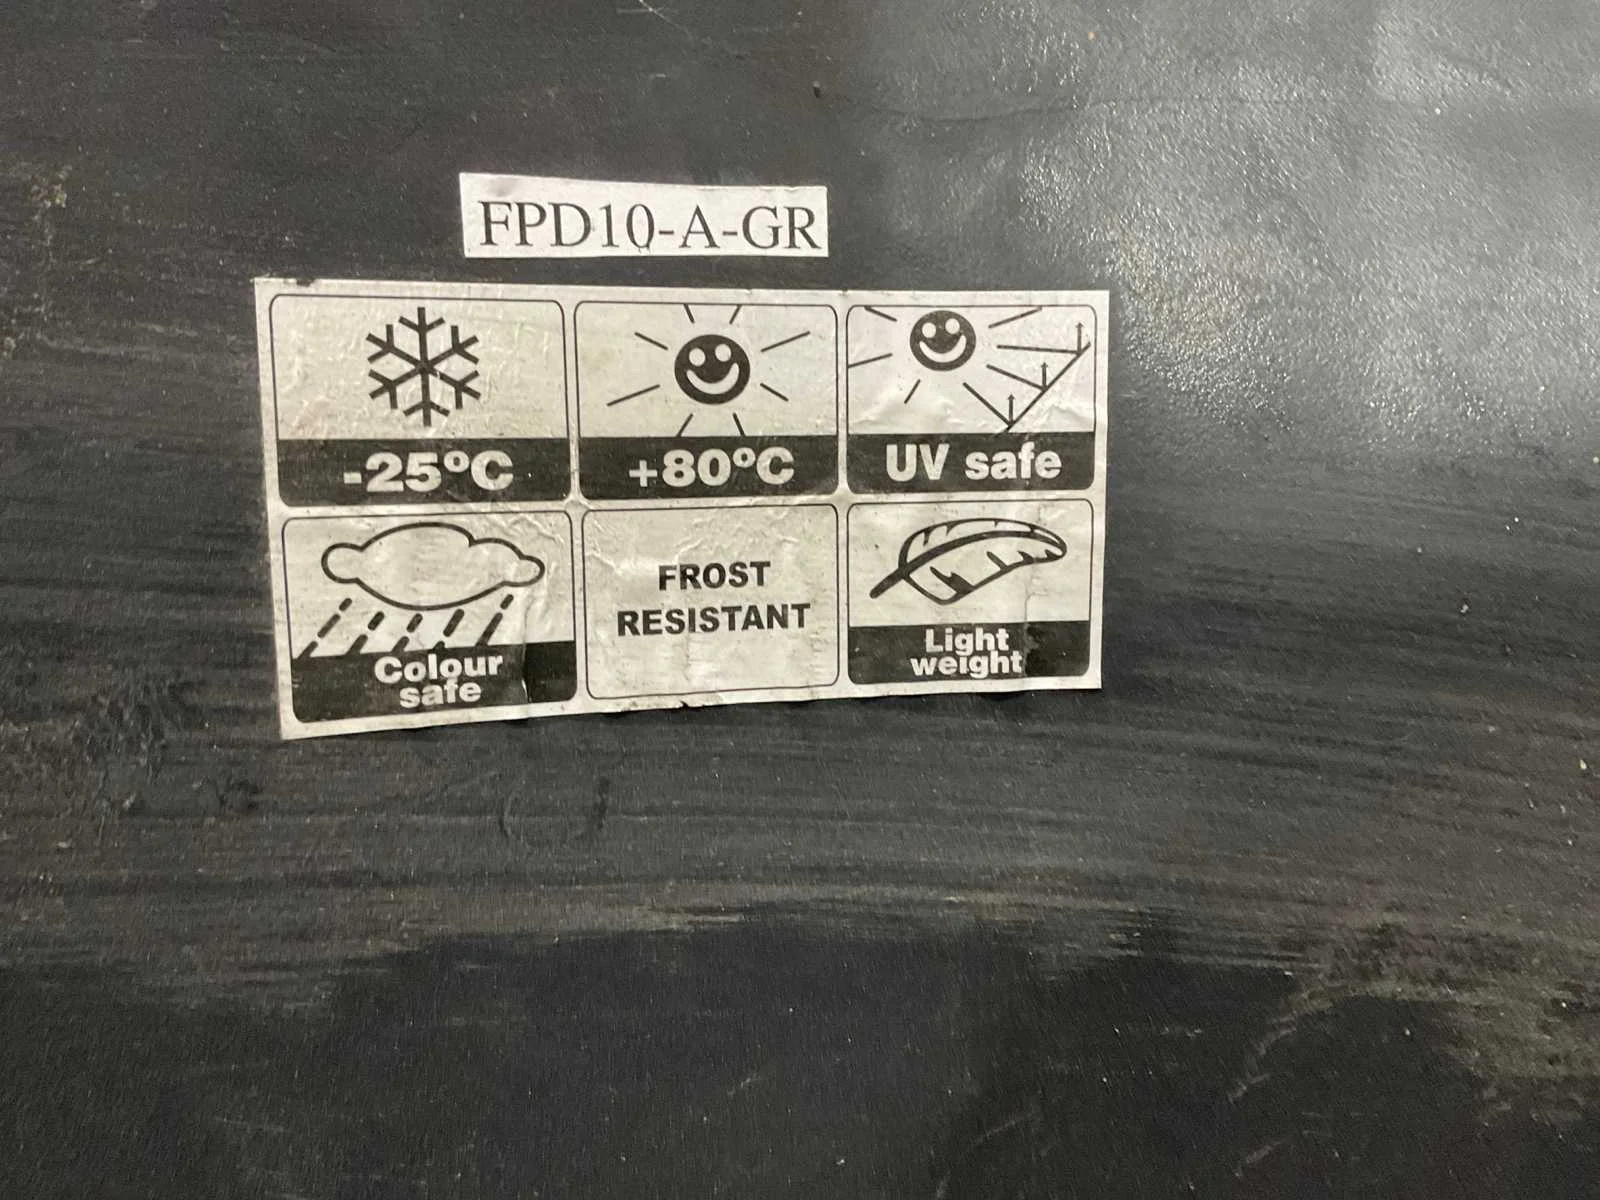 FPD10-A-GR
-25°C
+80°C
UV safe
Colour
safe
FROST
RESISTANT
Light
weight